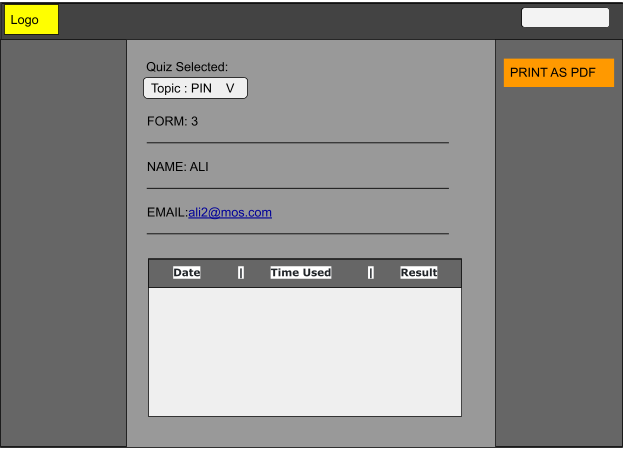 Logo
Quiz Selected:
PRINT AS PDF
Topic : PIN V
FORM: 3
NAME: ALI
EMAIL:ali2@mos.com
Date | Time Used | Result